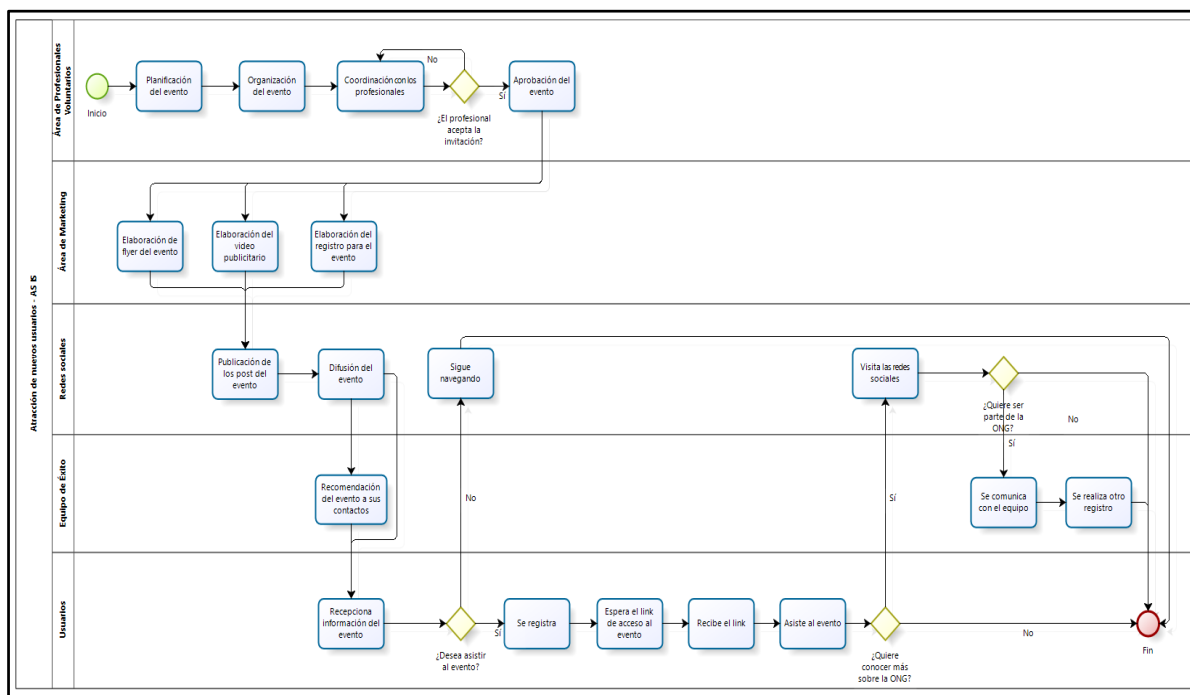 Atracción de nuevos usuarios - AS IS
Área de Profesionales
Voluntarios
Inicio
Planificación
del evento
Organización
del evento
Coordinación con los
profesionales
No
¿El profesional
acepta la
invitación?
Sí
Aprobación del
evento
Área de Marketing
Elaboración de
flyer del evento
Elaboración del
video
publicitario
Elaboración del
registro para el
evento
Redes sociales
Publicación de
los post del
evento
Difusión del
evento
Sigue
navegando
Visita las redes
sociales
¿Quiere ser
parte de la
ONG?
No
Sí
Equipo de Éxito
Recomendación
del evento a sus
contactos
No
Sí
Se comunica
con el equipo
Se realiza otro
registro
Usuarios
Recepciona
información del
evento
¿Desea asistir
al evento?
Sí
Se registra
Espera el link
de acceso al
evento
Recibe el link
Asiste al evento
¿Quiere
conocer más
sobre la ONG?
No
Fin